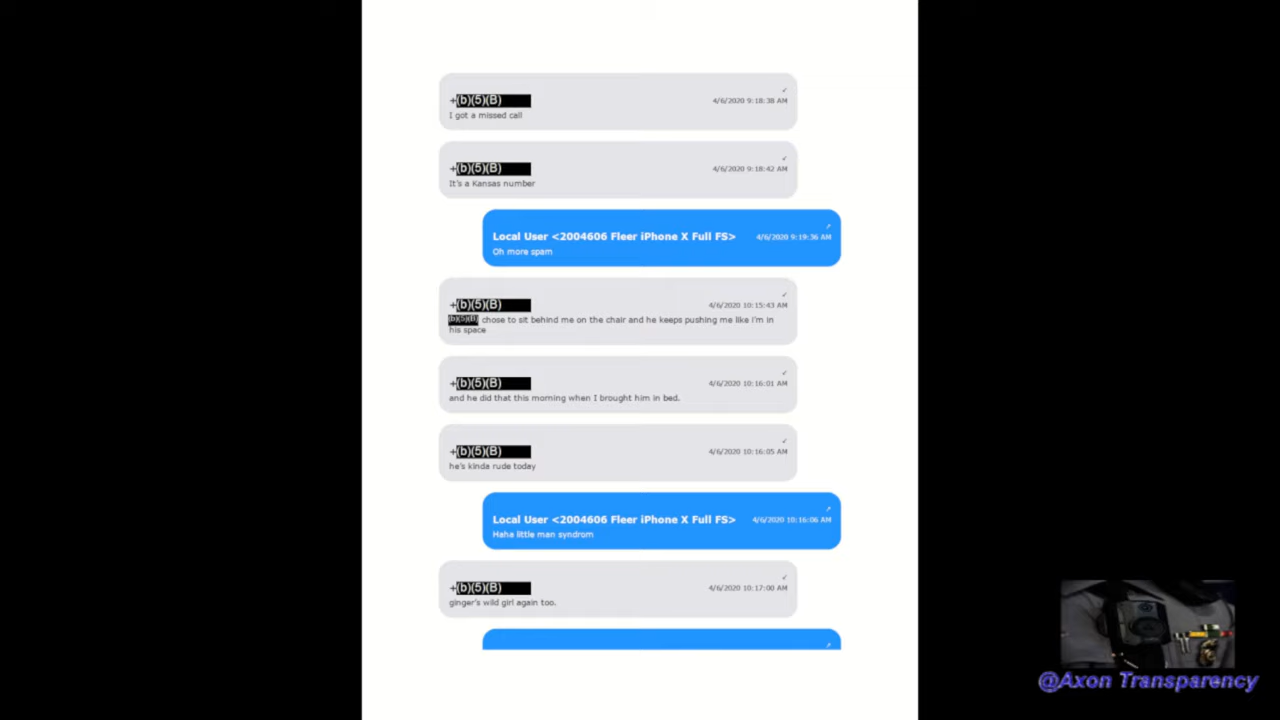 +(b)(5)(B) 4/6/2020 9:18:38 AM
I got a missed call
+(b)(5)(B) 4/6/2020 9:18:42 AM
It's a Kansas number
Local User <2004606 Fleer iPhone X Full FS> 4/6/2020 9:19:36 AM
Oh more spam
+(b)(5)(B) 4/6/2020 10:15:43 AM
(b)(5)(B) chose to sit behind me on the chair and he keeps pushing me like i'm in
his space
+(b)(5)(B) 4/6/2020 10:16:01 AM
and he did that this morning when I brought him in bed.
+(b)(5)(B) 4/6/2020 10:16:05 AM
he's kinda rude today
Local User <2004606 Fleer iPhone X Full FS> 4/6/2020 10:16:06 AM
Haha little man syndrom
+(b)(5)(B) 4/6/2020 10:17:00 AM
ginger's wild girl again too.
@Axon Transparency